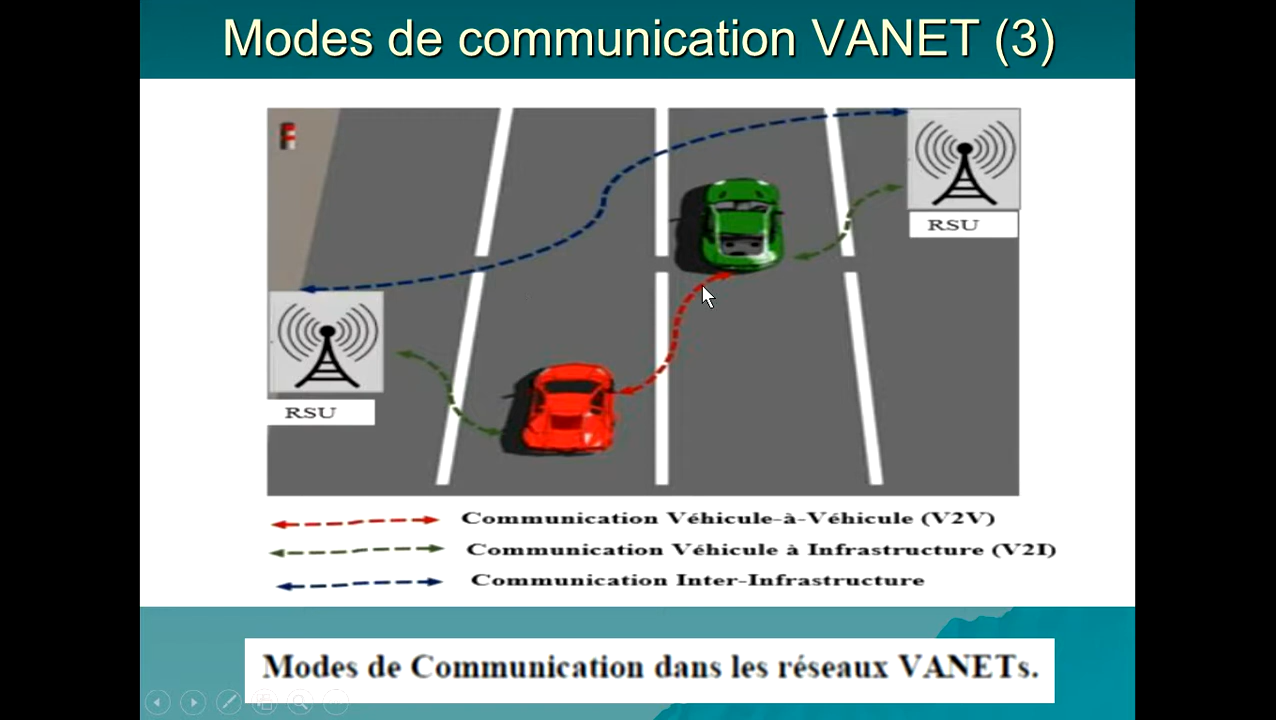 Modes de communication VANET (3)
RSU
RSU
Communication Véhicule-à-Véhicule (V2V)
Communication Véhicule à Infrastructure (V2I)
Communication Inter-Infrastructure
Modes de Communication dans les réseaux VANETs.